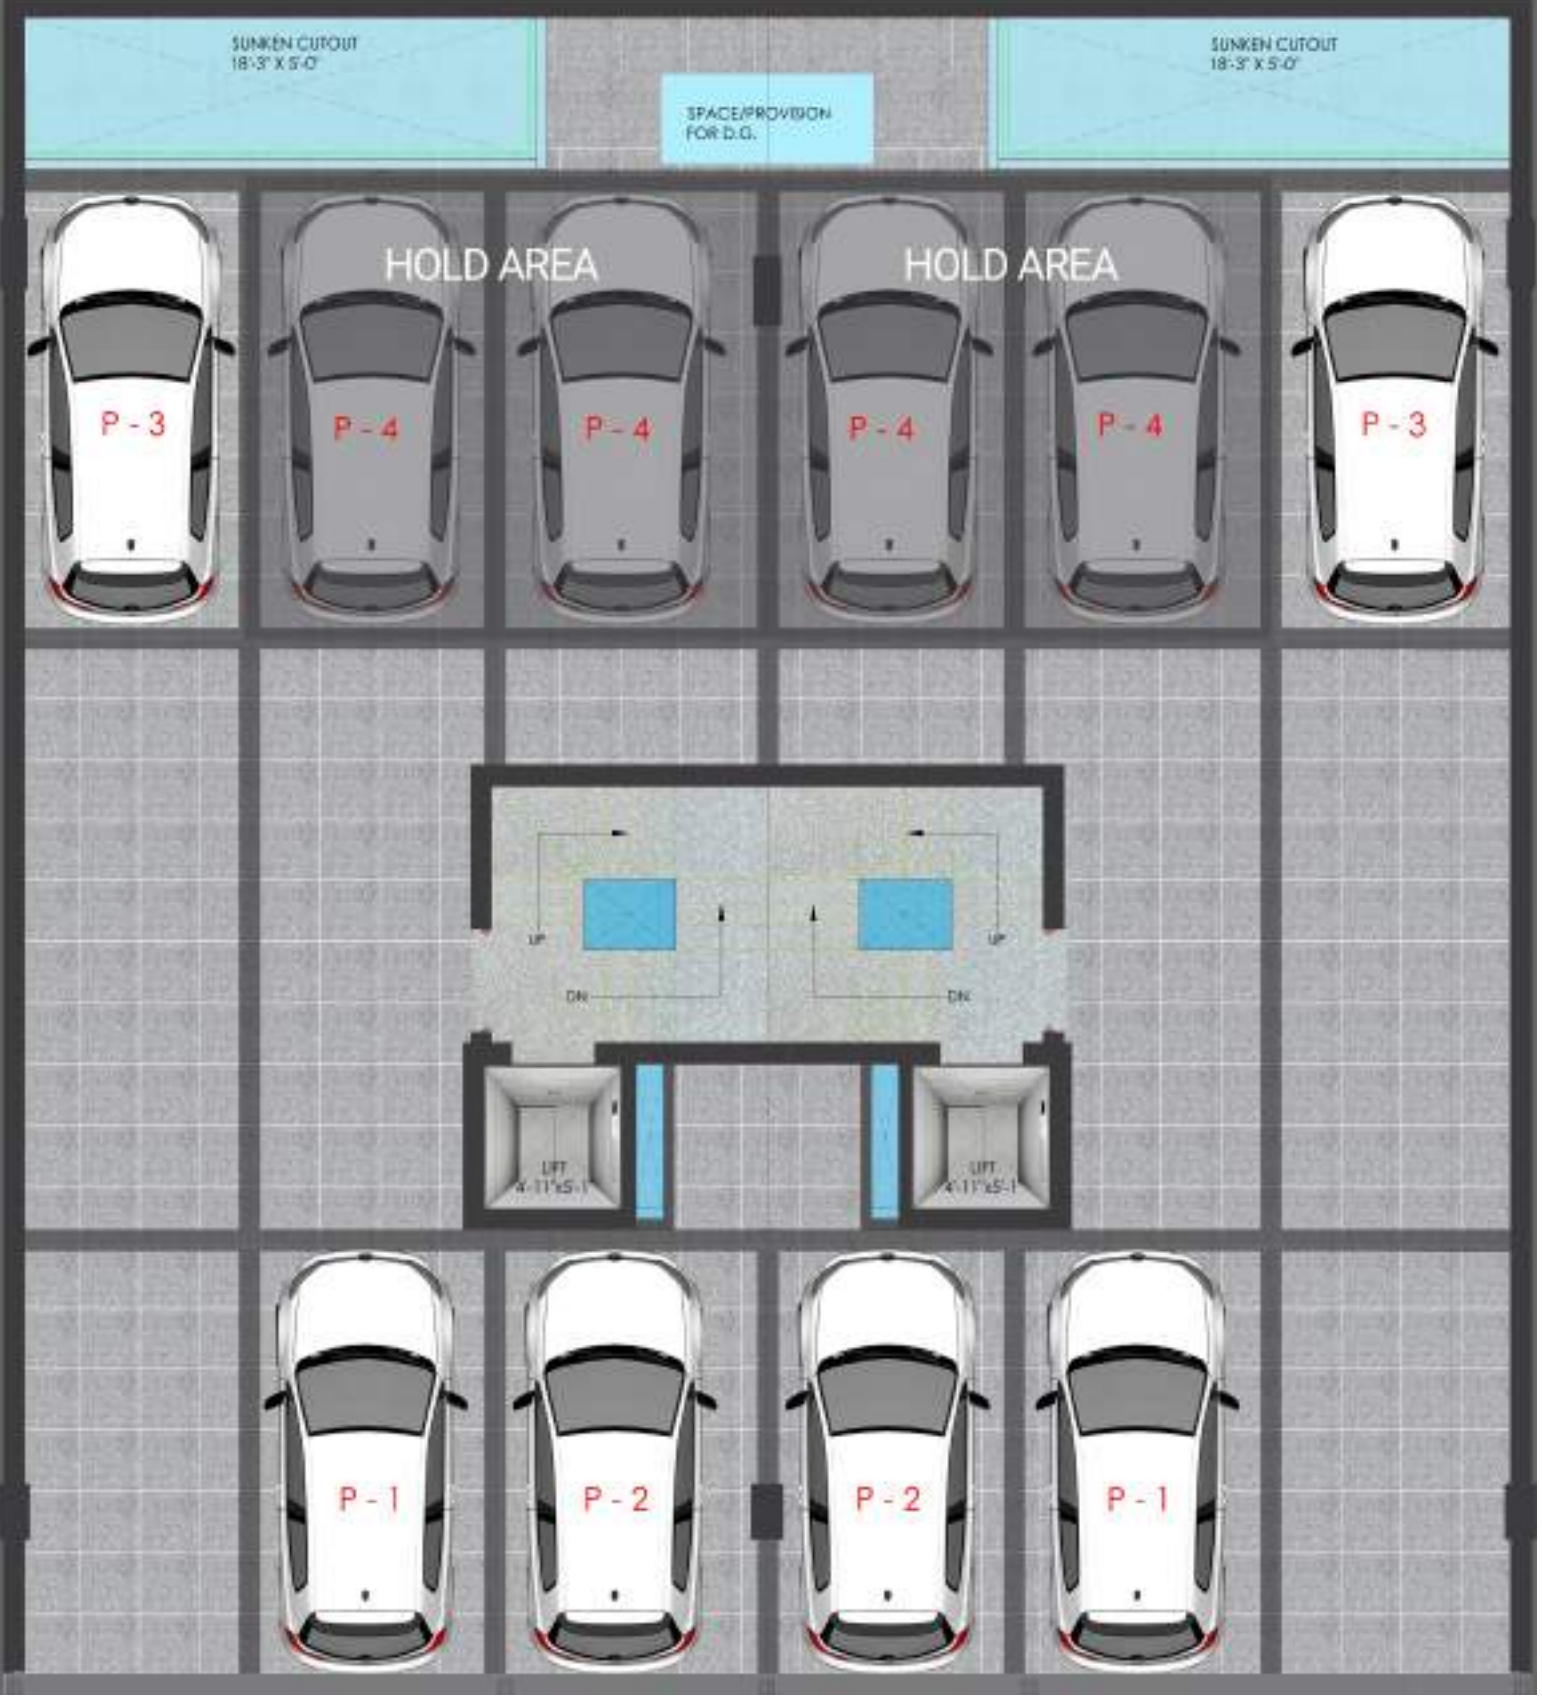 SUNKEN CUTOUT
18'-3" X 5'-0"
SUNKEN CUTOUT
18'-3" X 5'-0"
SPACE/PROVISION
FOR D.G.
HOLD AREA
HOLD AREA
P - 3
P - 4
P - 4
P - 4
P - 4
P - 3
UP
UP
DN
DN
LIFT
4'-11"x5'-1"
LIFT
4'-11"x5'-1"
P - 1
P - 2
P - 2
P - 1